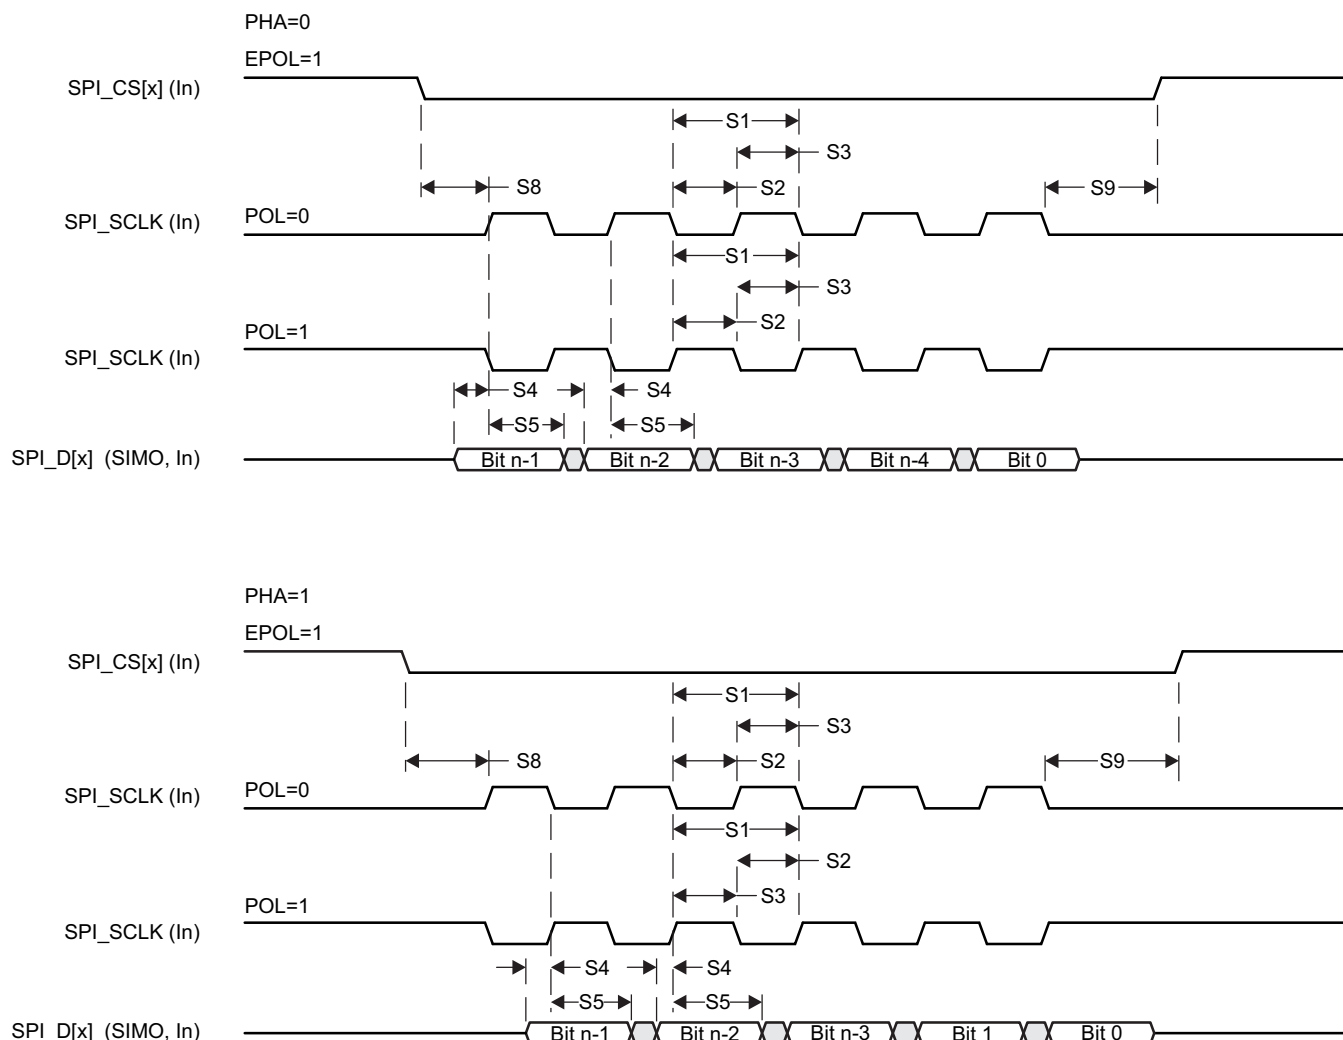 PHA=0
EPOL=1
SPI_CS[x] (In)
S1
S3
S8
S2
S9
POL=0
SPI_SCLK (In)
S1
S3
S2
POL=1
SPI_SCLK (In)
S4
S4
S5
S5
SPI_D[x] (SIMO, In)
Bit n-1
Bit n-2
Bit n-3
Bit n-4
Bit 0
PHA=1
EPOL=1
SPI_CS[x] (In)
S1
S3
S8
S2
S9
POL=0
SPI_SCLK (In)
S1
S2
S3
POL=1
SPI_SCLK (In)
S4
S4
S5
S5
SPI_D[x] (SIMO, In)
Bit n-1
Bit n-2
Bit n-3
Bit 1
Bit 0